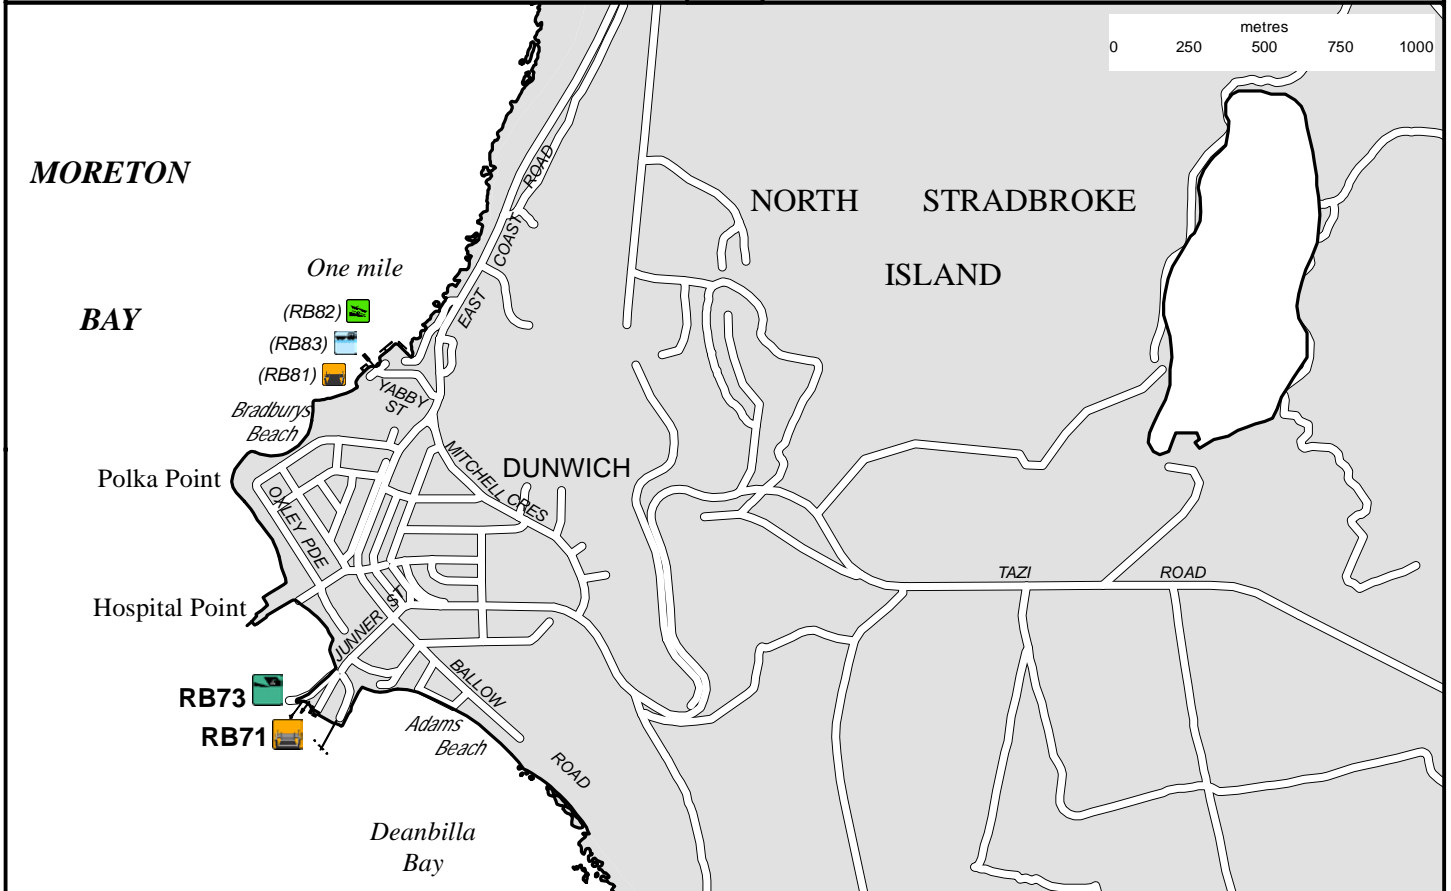 metres
0 250 500 750 1000
MORETON
BAY
NORTH STRADBROKE
ISLAND
EAST COAST ROAD
One mile
(RB82)
(RB83)
(RB81)
YABBY
ST
Bradburys
Beach
Polka Point
MITCHELL CRES
DUNWICH
OXLEY PDE
Hospital Point
JUNNER ST
TAZI ROAD
RB73
RB71
BALLOW ROAD
Adams
Beach
Deanbilla
Bay